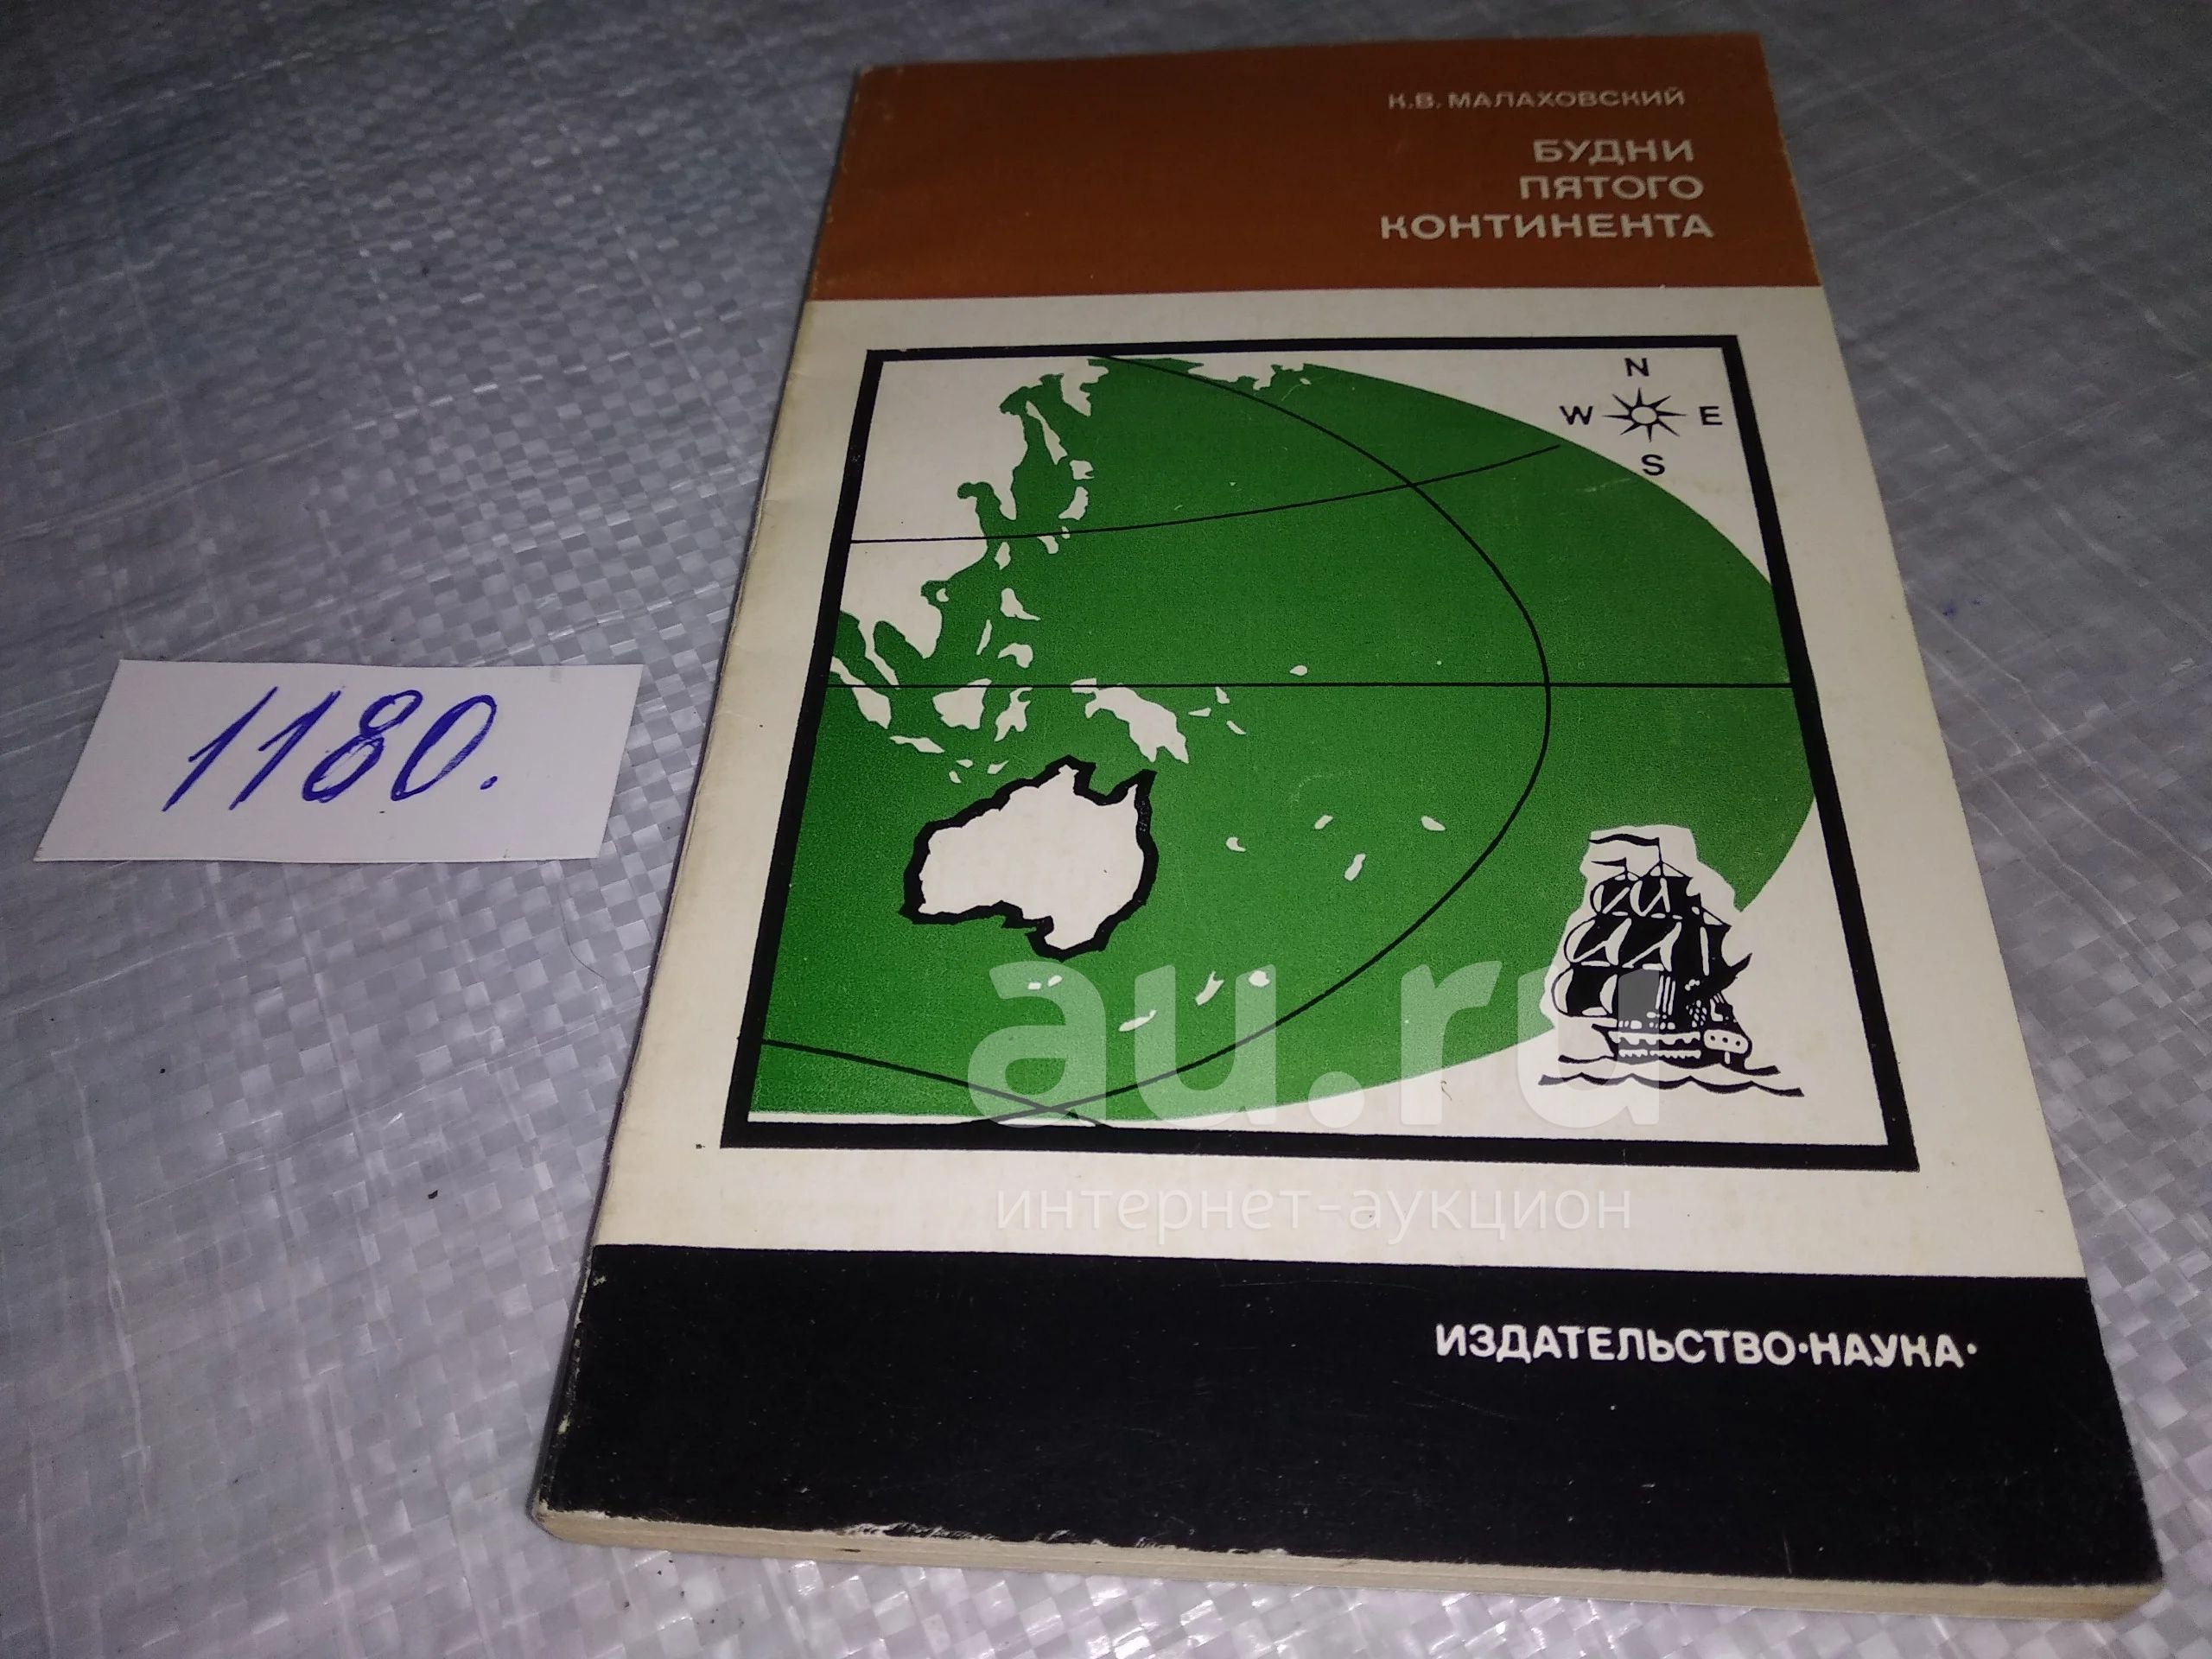 К.В. МАЛАХОВСКИЙ
БУДНИ
ПЯТОГО
КОНТИНЕНТА
N
W E
S
1180.
au.ru
интернет-аукцион
ИЗДАТЕЛЬСТВО·НАУКА·